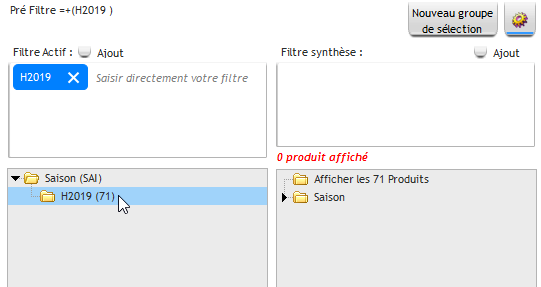 Pré Filtre =+(H2019 )
Nouveau groupe
de sélection
Filtre Actif : Ajout
Filtre synthèse : Ajout
H2019 Saisir directement votre filtre
0 produit affiché
Saison (SAI)
H2019 (71)
Afficher les 71 Produits
Saison